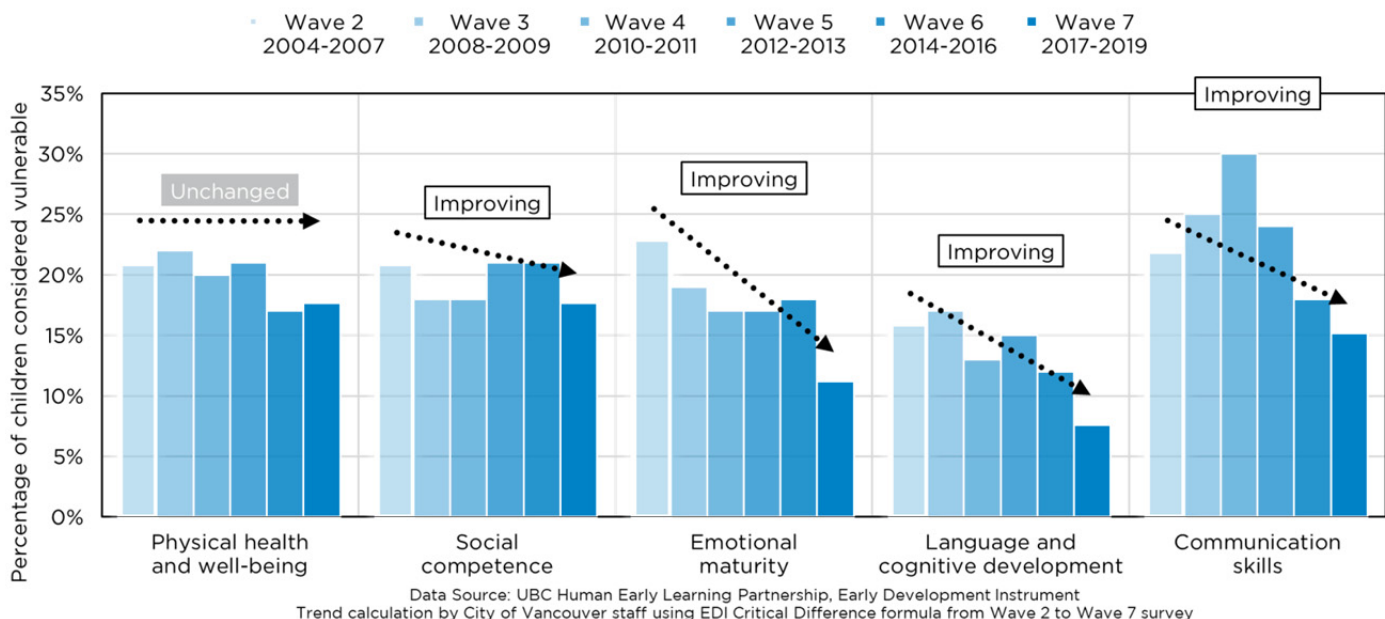 Wave 2 Wave 3 Wave 4 Wave 5 Wave 6 Wave 7
2004-2007 2008-2009 2010-2011 2012-2013 2014-2016 2017-2019
Percentage of children considered vulnerable
35%
30%
25%
20%
15%
10%
5%
0%
Unchanged
Improving
Improving
Improving
Improving
Physical health
and well-being
Social
competence
Emotional
maturity
Language and
cognitive development
Communication
skills
Data Source: UBC Human Early Learning Partnership, Early Development Instrument
Trend calculation by City of Vancouver staff using EDI Critical Difference formula from Wave 2 to Wave 7 survey